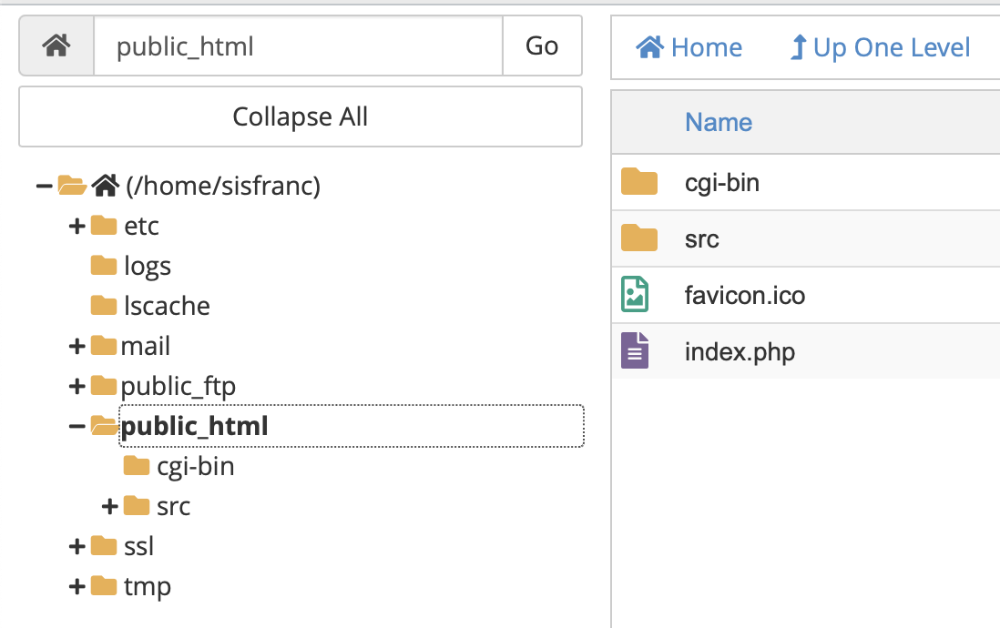 public_html
Go
Collapse All
(/home/sisfranc)
etc
logs
lscache
mail
public_ftp
public_html
cgi-bin
src
ssl
tmp
Home
Up One Level
Name
cgi-bin
src
favicon.ico
index.php